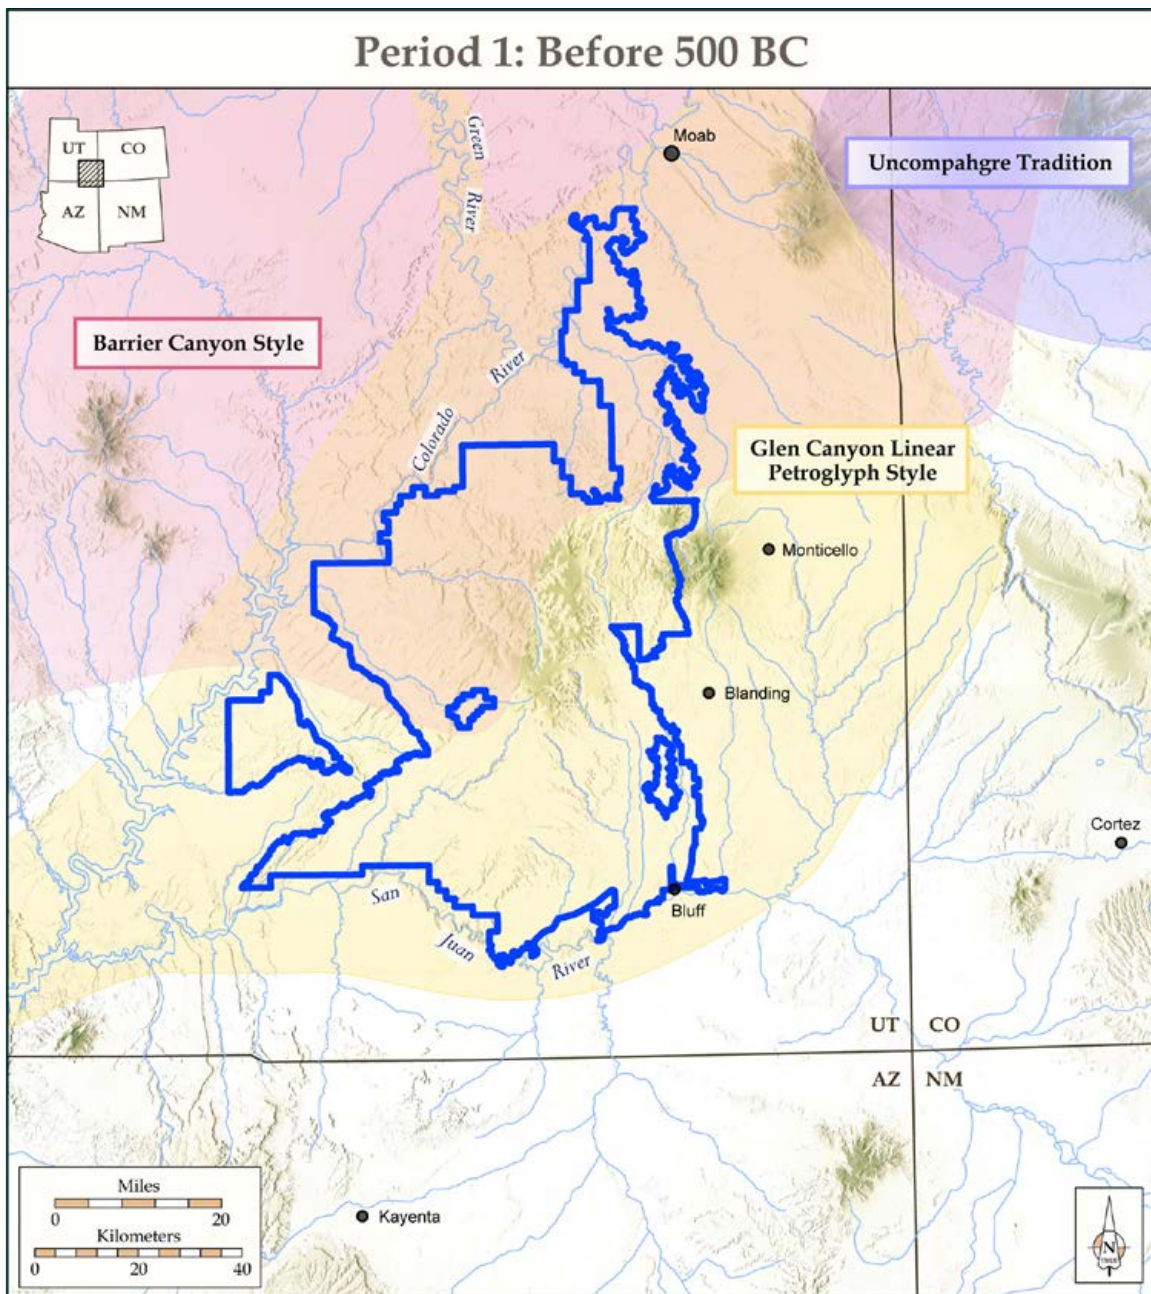 Period 1: Before 500 BC
UT
CO
AZ
NM
Green
River
Moab
Uncompahgre Tradition
Barrier Canyon Style
River
Colorado
Glen Canyon Linear
Petroglyph Style
Monticello
Blanding
Cortez
San
Juan
River
Bluff
UT
CO
AZ
NM
Miles
0
20
Kilometers
0
20
40
Kayenta
N